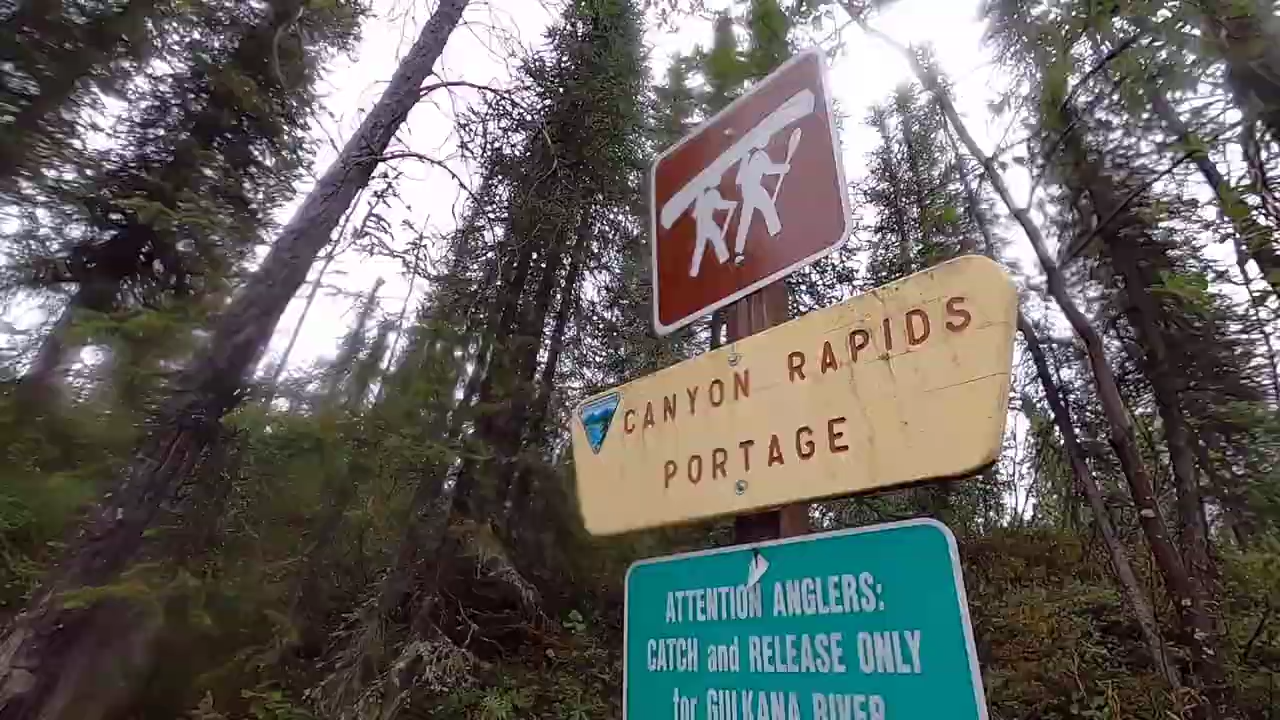 CANYON RAPIDS
PORTAGE
ATTENTION ANGLERS:
CATCH and RELEASE ONLY
for GULKANA RIVER